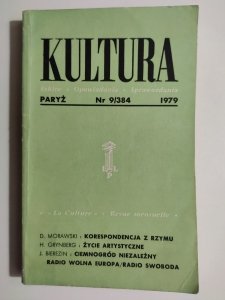 KULTURA
Szkice • Opowiadania • Sprawozdania
PARYŻ Nr 9/384 1979
« La Culture » • Revue mensuelle •
D. MORAWSKI : KORESPONDENCJA Z RZYMU
H. GRYNBERG : ŻYCIE ARTYSTYCZNE
J. BIEREZIN : CIEMNOGRÓD NIEZALEŻNY
RADIO WOLNA EUROPA/RADIO SWOBODA